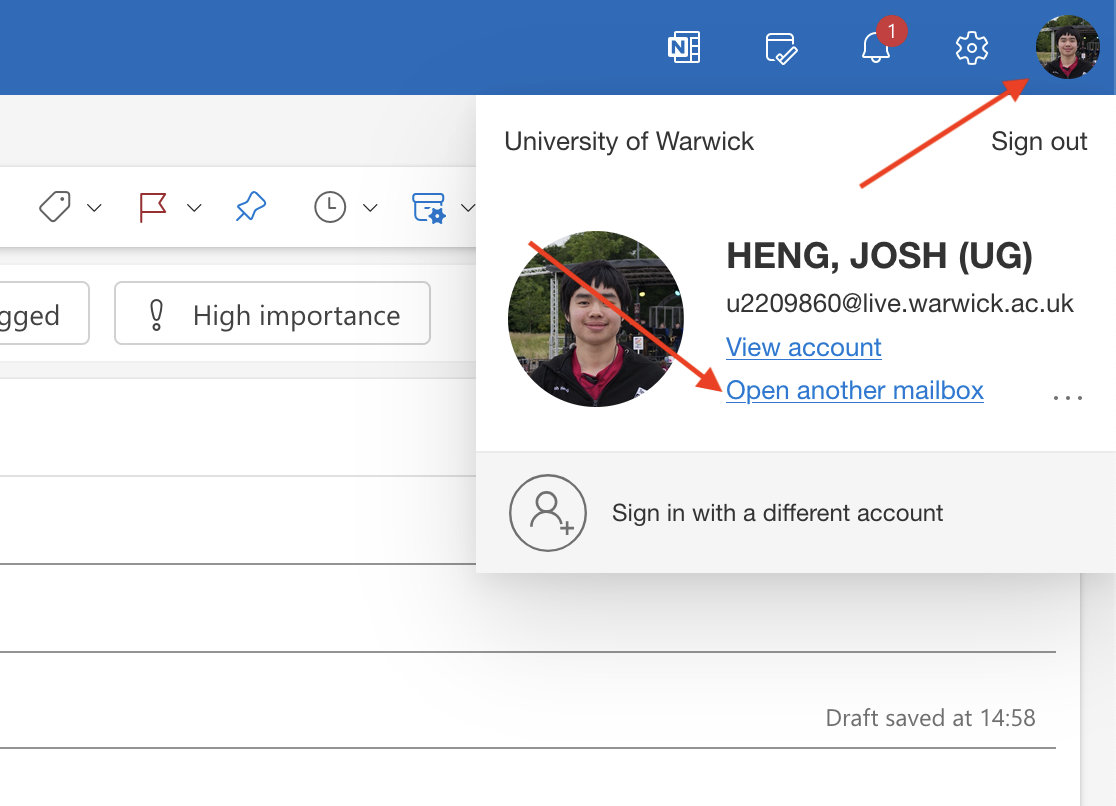 N
1
University of Warwick
Sign out
HENG, JOSH (UG)
u2209860@live.warwick.ac.uk
View account
Open another mailbox
...
gged
High importance
Sign in with a different account
Draft saved at 14:58